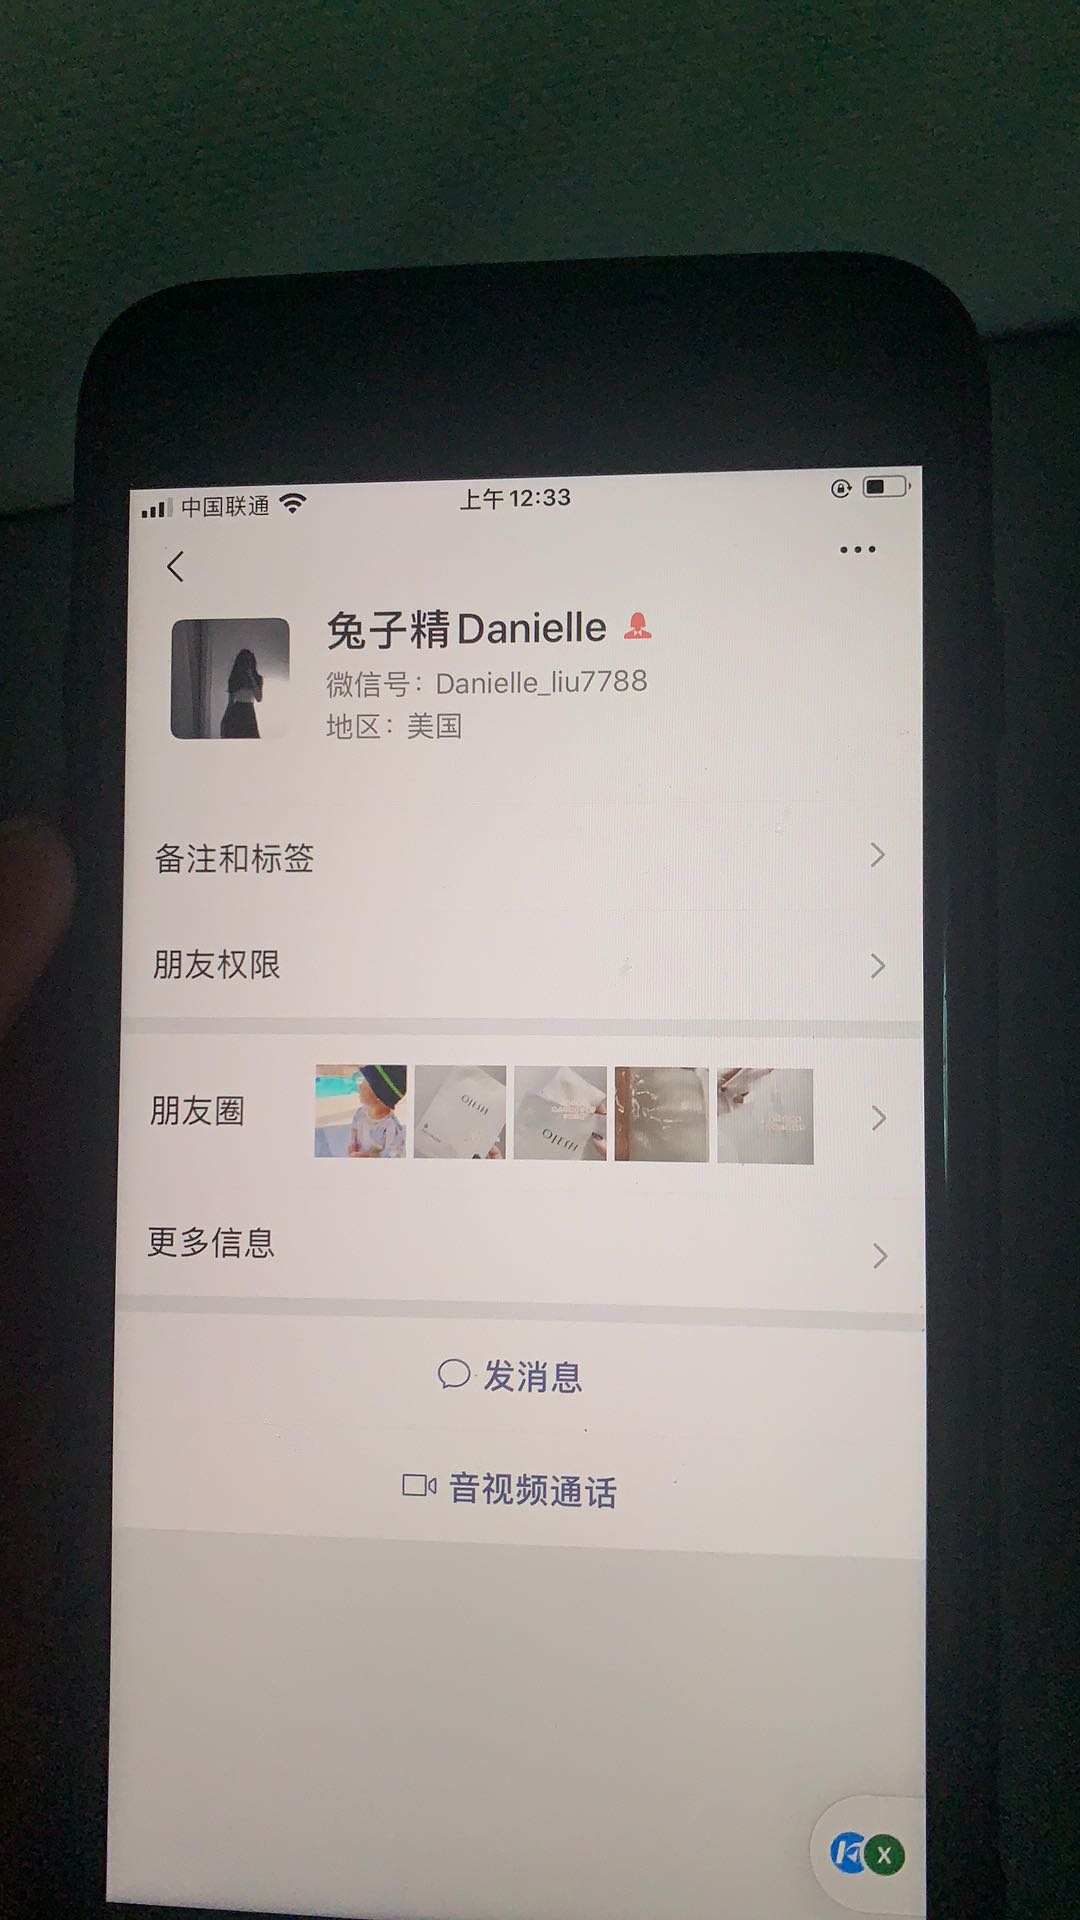 中国联通
上午12:33
兔子精Danielle
微信号：Danielle_liu7788
地区：美国
备注和标签
朋友权限
朋友圈
更多信息
发消息
音视频通话
X